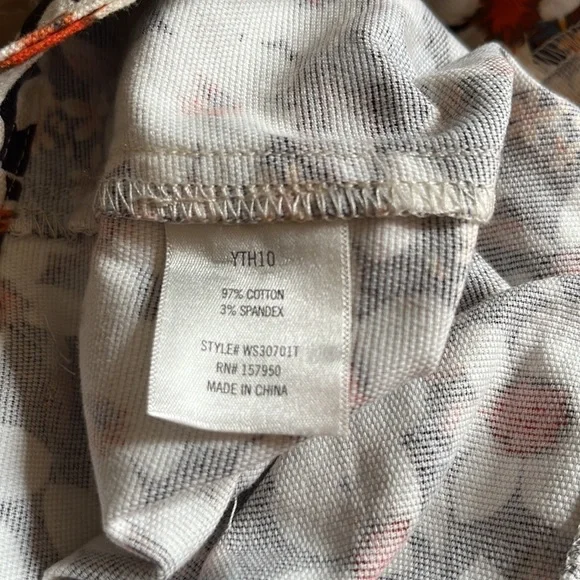 YTH10
97% COTTON
3% SPANDEX
STYLE# WS30701T
RN# 157950
MADE IN CHINA